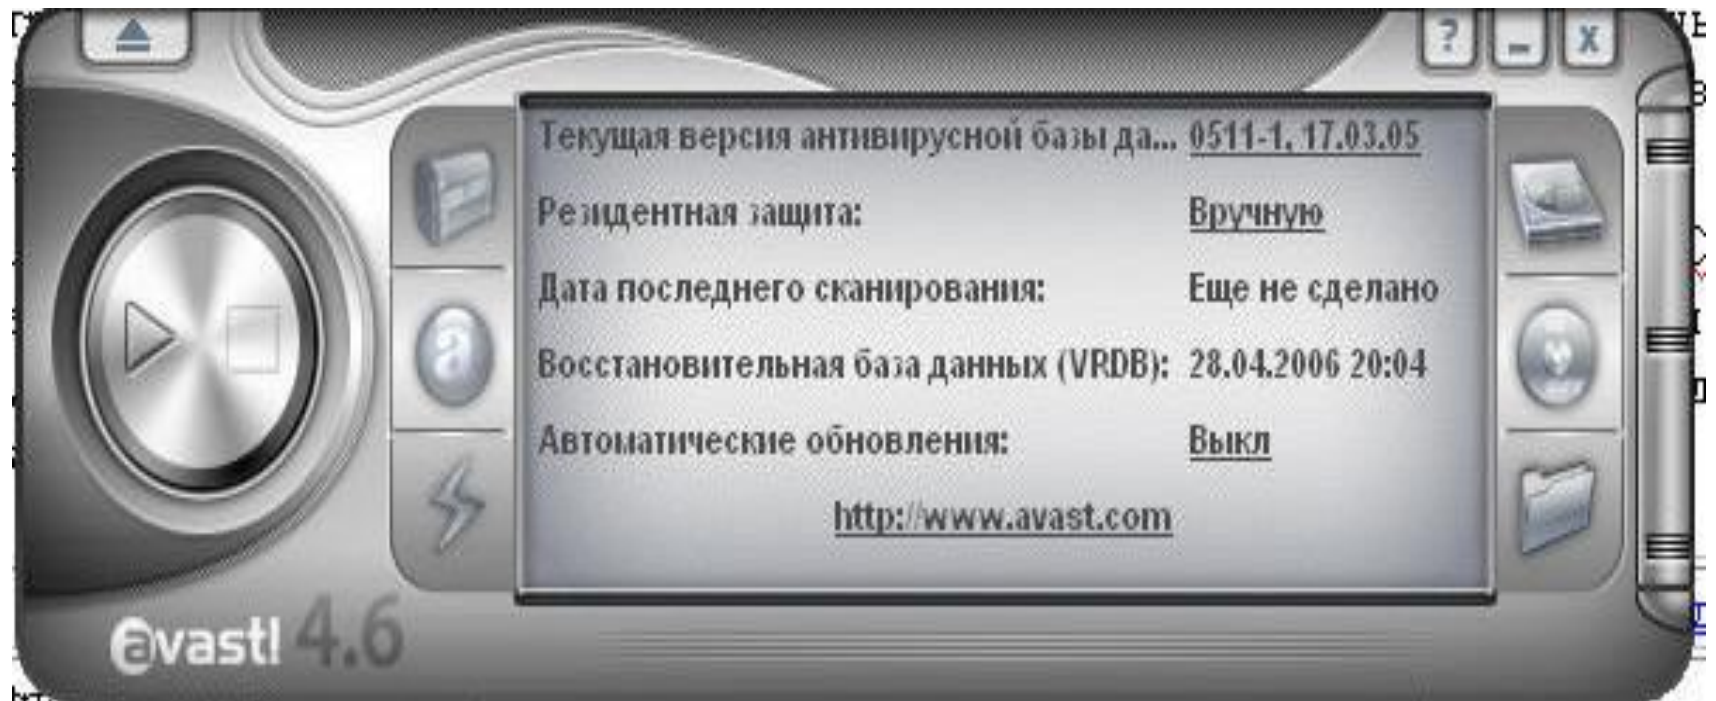 ?
x
Текущая версия антивирусной базы да... 0511-1, 17.03.05
Резидентная защита: Вручную
Дата последнего сканирования: Еще не сделано
Восстановительная база данных (VRDB): 28.04.2006 20:04
Автоматические обновления: Выкл
http://www.avast.com
a
avast! 4.6